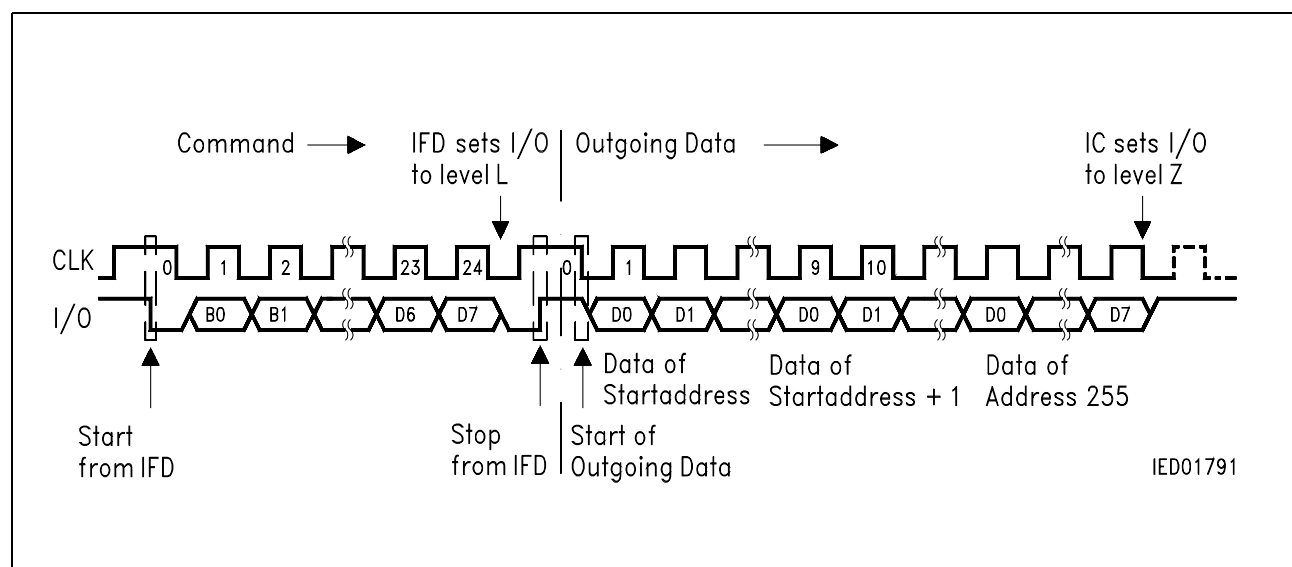 Command
IFD sets I/O
to level L
Outgoing Data
IC sets I/O
to level Z
CLK
0 1 2 23 24 0 1 9 10
I/O
B0 B1 D6 D7 D0 D1 D0 D1 D0 D7
Data of
Startaddress
Data of
Startaddress + 1
Data of
Address 255
Start
from IFD
Stop
from IFD
Start of
Outgoing Data
IED01791